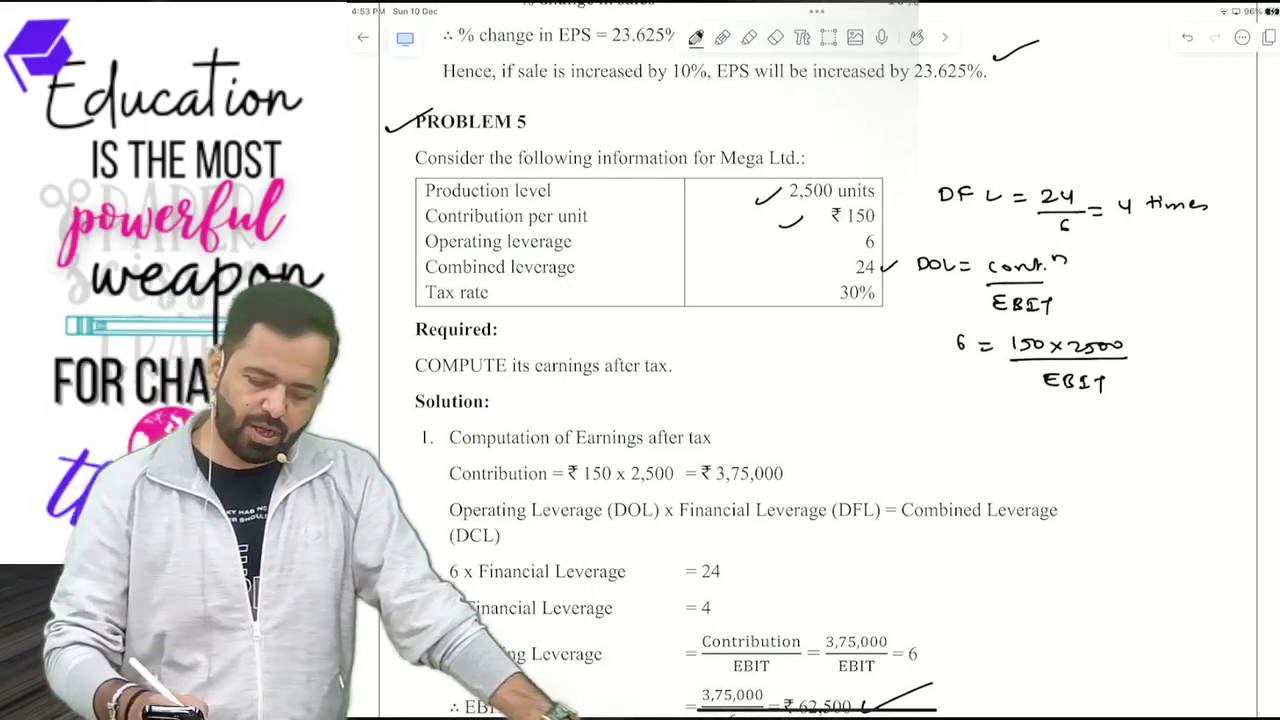 4:53 PM Sun 10 Dec
96%
∴ % change in EPS = 23.625%
Hence, if sale is increased by 10%, EPS will be increased by 23.625%.
PROBLEM 5
Consider the following information for Mega Ltd.:
Production level 2,500 units
Contribution per unit ₹ 150
Operating leverage 6
Combined leverage 24
Tax rate 30%
Required:
COMPUTE its earnings after tax.
Solution:
1. Computation of Earnings after tax
Contribution = ₹ 150 x 2,500 = ₹ 3,75,000
Operating Leverage (DOL) x Financial Leverage (DFL) = Combined Leverage
(DCL)
6 x Financial Leverage = 24
Financial Leverage = 4
Leverage = Contribution/EBIT = 3,75,000/EBIT = 6
∴ = 3,75,000 = ₹ 62,500
DFL = 24/6 = 4 times
DOL = cont.n/EBIT
6 = 150 x 2500/EBIT
Education
IS THE MOST
powerful
weapon
FOR CHA